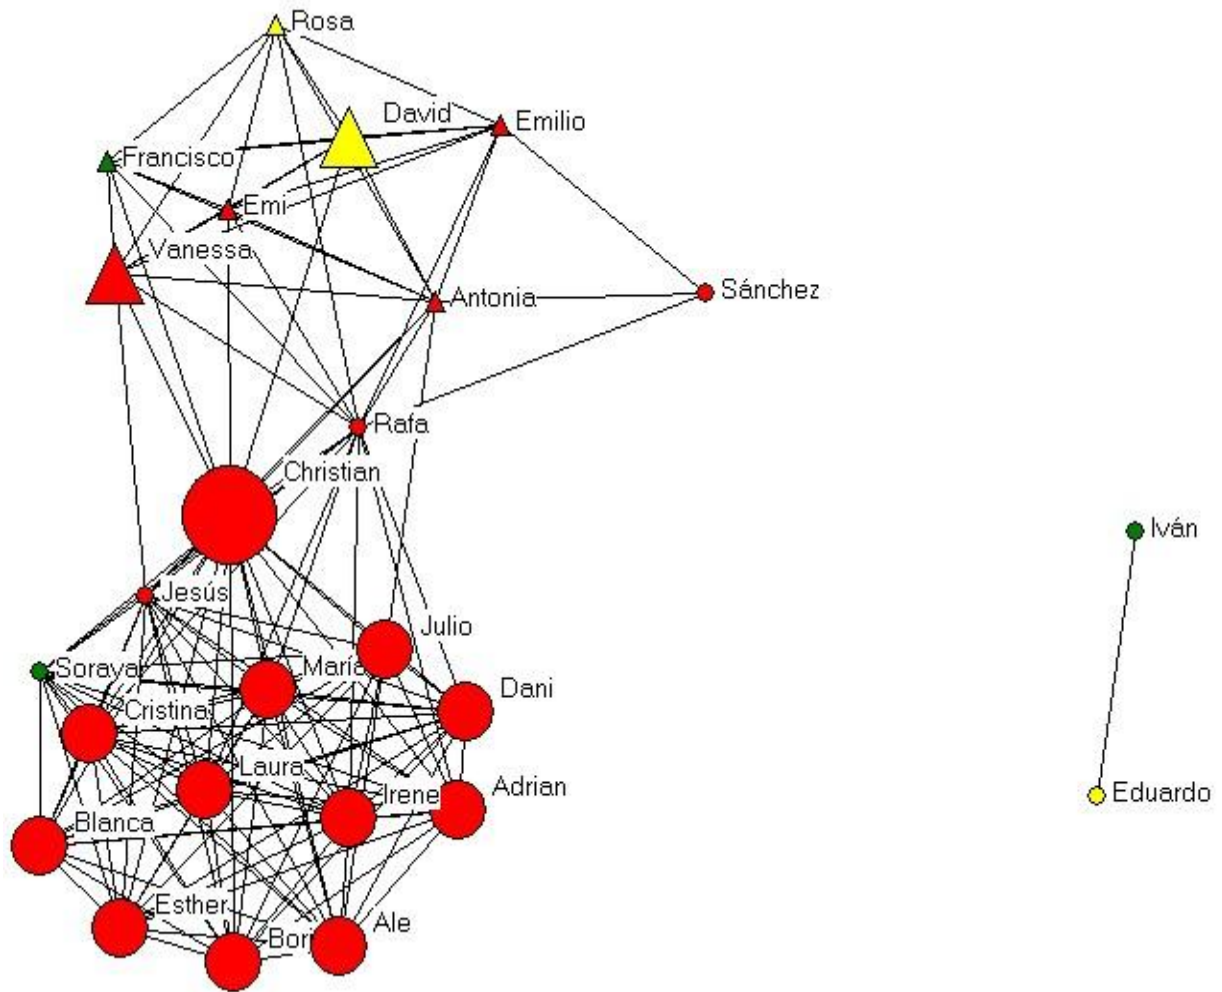 Rosa
David
Emilio
Francisco
Emi
Vanessa
Sánchez
Antonia
Rafa
Christian
Iván
Jesús
Julio
Soraya
María
Dani
Cristina
Laura
Adrian
Irene
Eduardo
Blanca
Esther
Ale